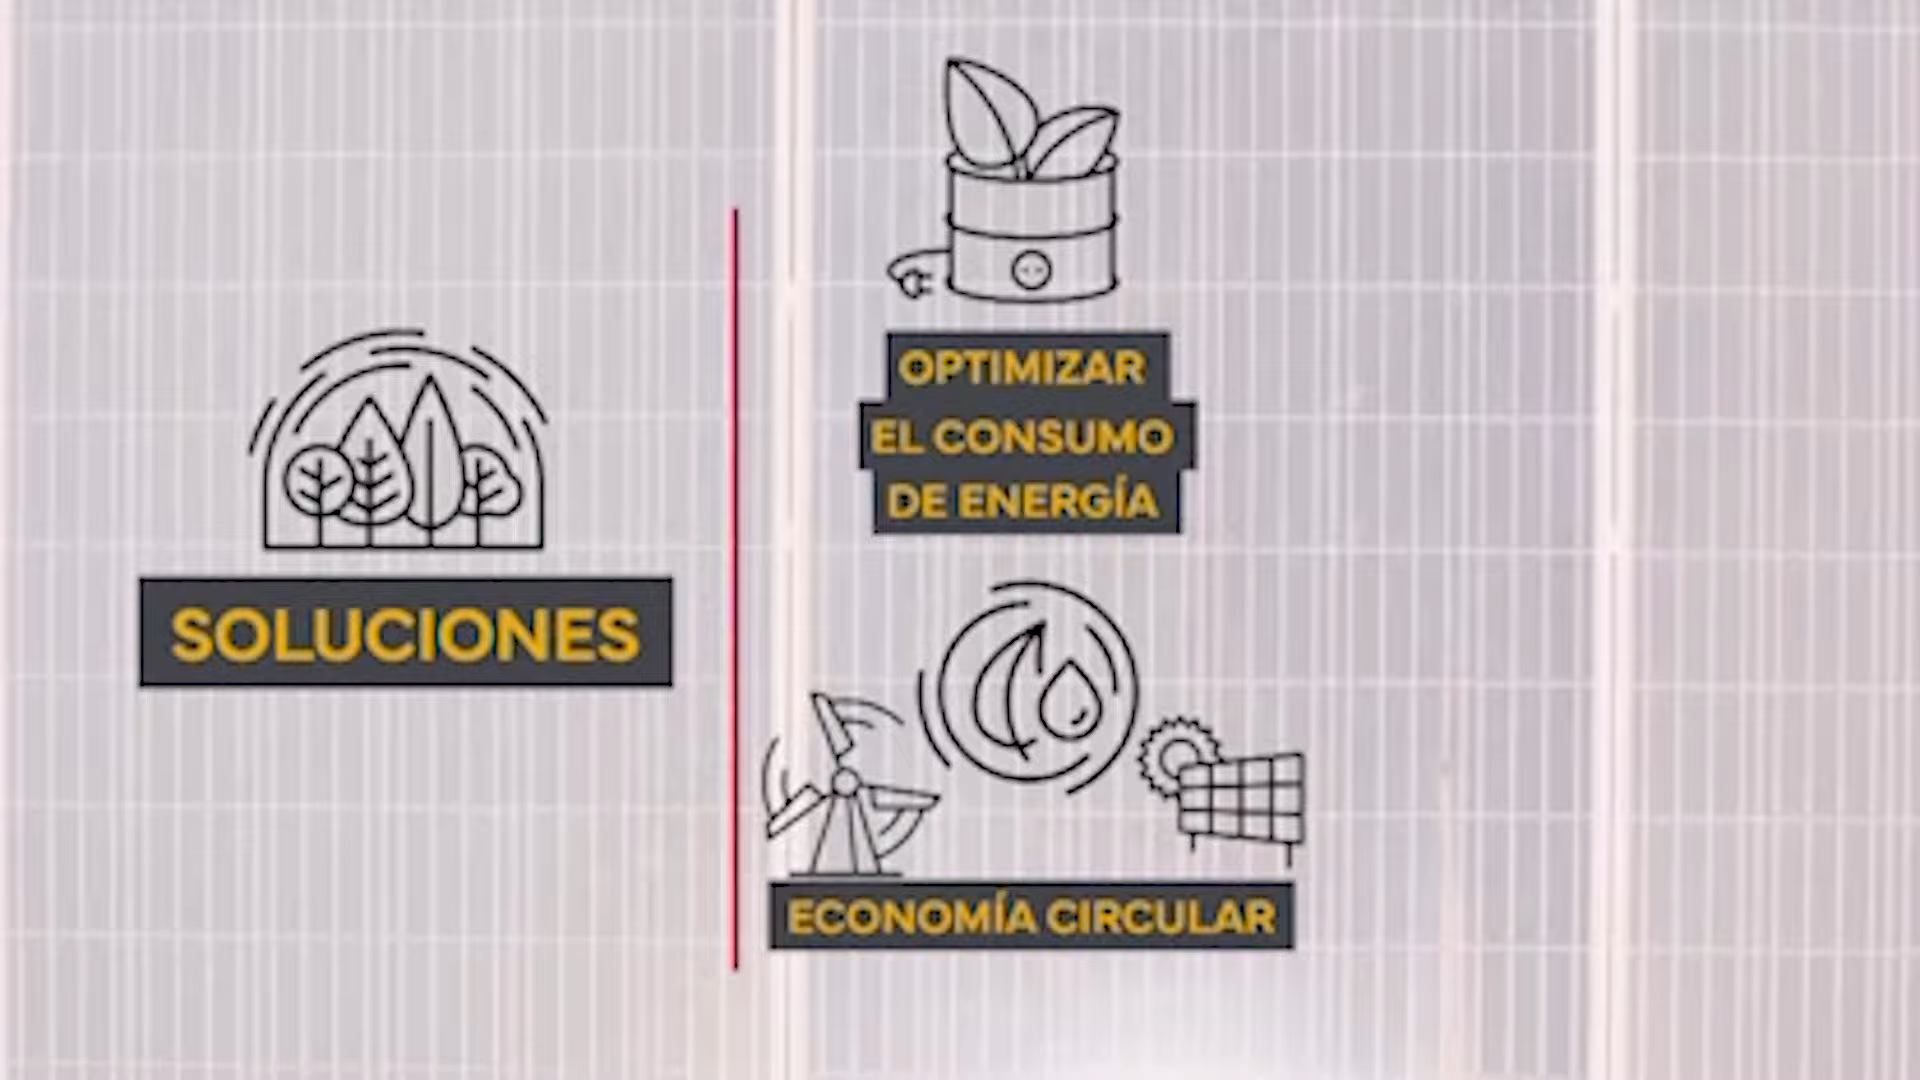 SOLUCIONES
OPTIMIZAR
EL CONSUMO
DE ENERGÍA
ECONOMÍA CIRCULAR